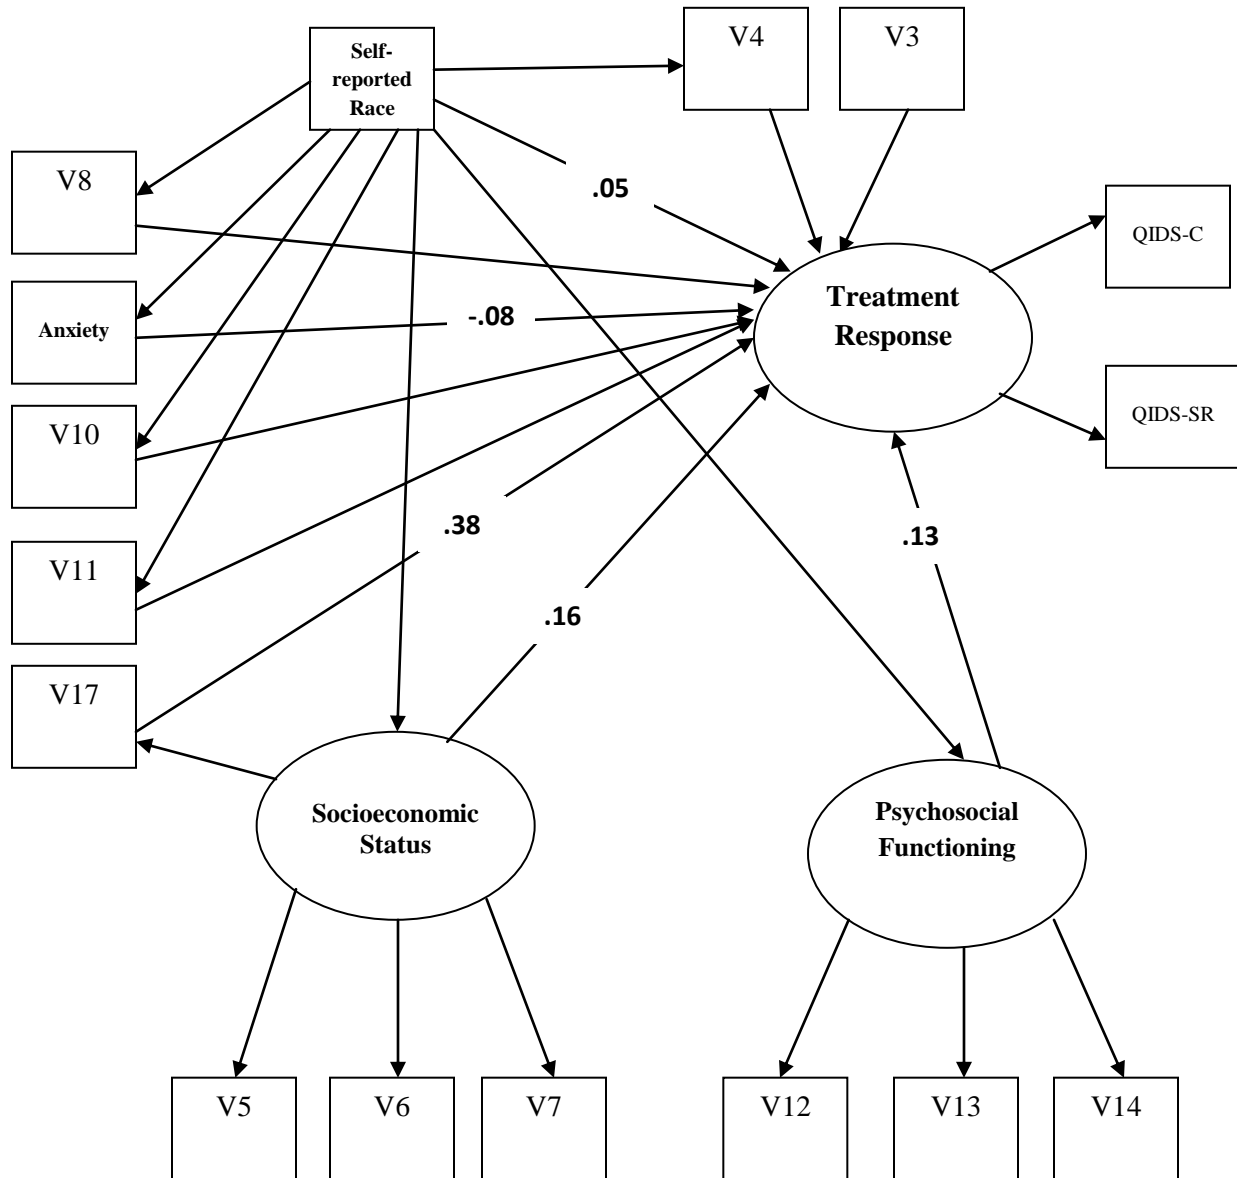 Self-
reported
Race
V4
V3
V8
.05
QIDS-C
Treatment
Response
Anxiety
-.08
V10
QIDS-SR
.38
.13
V11
.16
V17
Socioeconomic
Status
Psychosocial
Functioning
V5
V6
V7
V12
V13
V14